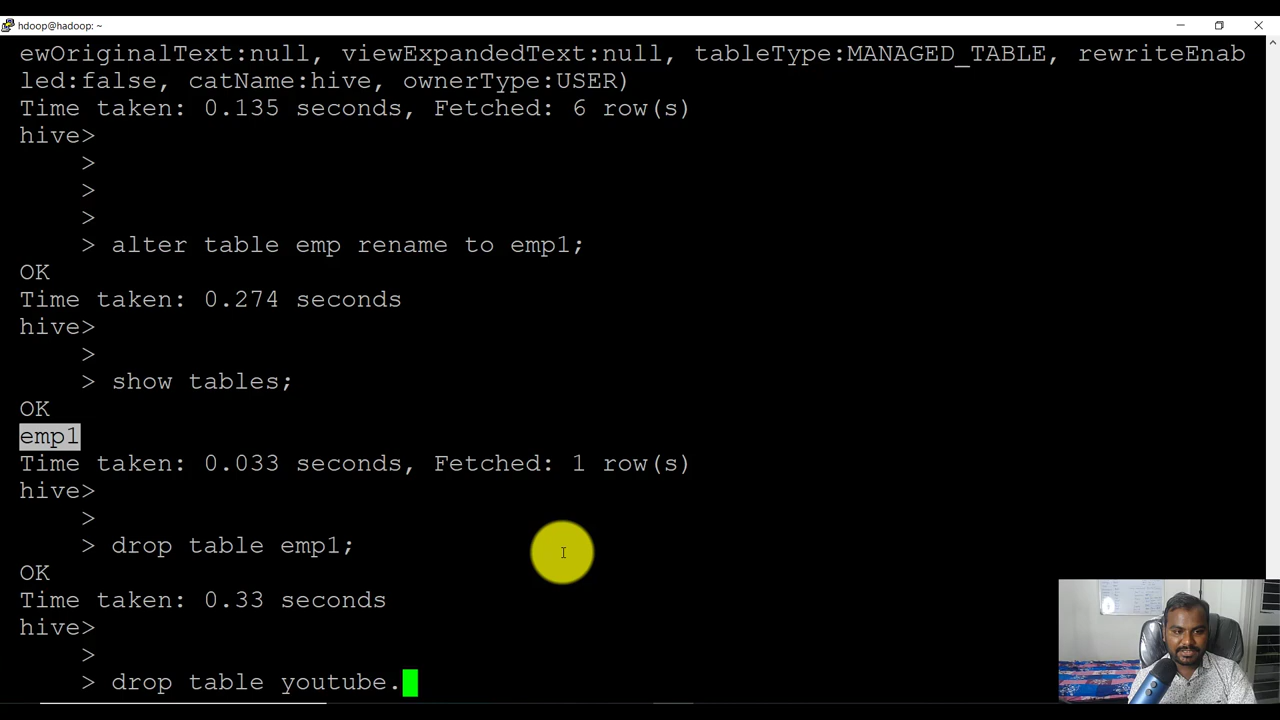 hdoop@hadoop: ~
ewOriginalText:null, viewExpandedText:null, tableType:MANAGED_TABLE, rewriteEnab
led:false, catName:hive, ownerType:USER)
Time taken: 0.135 seconds, Fetched: 6 row(s)
hive>
>
>
>
> alter table emp rename to emp1;
OK
Time taken: 0.274 seconds
hive>
>
> show tables;
OK
emp1
Time taken: 0.033 seconds, Fetched: 1 row(s)
hive>
>
> drop table emp1;
OK
Time taken: 0.33 seconds
hive>
>
> drop table youtube.